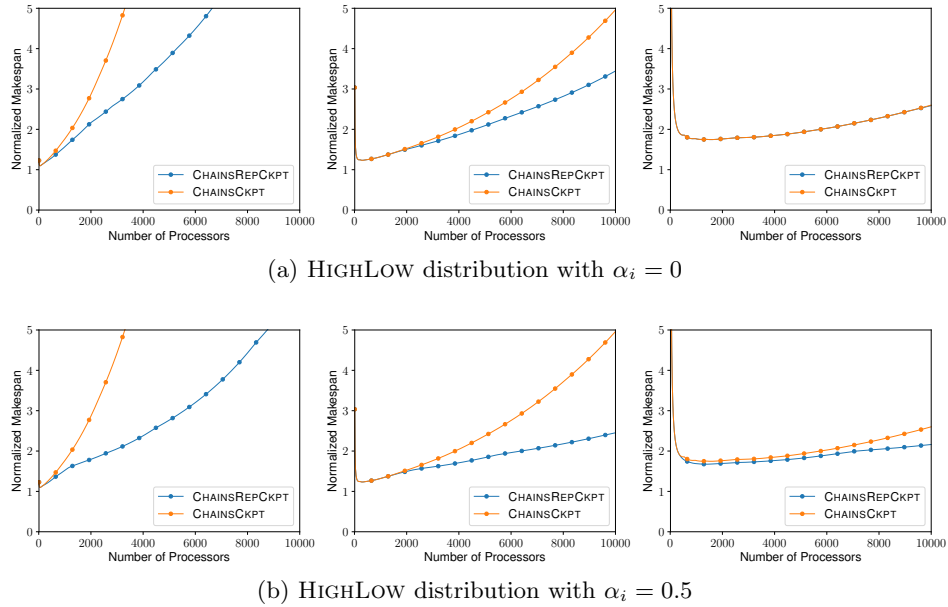 5
4
3
2
1
0
Normalized Makespan
0 2000 4000 6000 8000 10000
Number of Processors
CHAINSREPCKPT
CHAINSCKPT
5
4
3
2
1
0
Normalized Makespan
0 2000 4000 6000 8000 10000
Number of Processors
CHAINSREPCKPT
CHAINSCKPT
5
4
3
2
1
0
Normalized Makespan
0 2000 4000 6000 8000 10000
Number of Processors
CHAINSREPCKPT
CHAINSCKPT
(a) HIGHLOW distribution with αᵢ = 0
5
4
3
2
1
0
Normalized Makespan
0 2000 4000 6000 8000 10000
Number of Processors
CHAINSREPCKPT
CHAINSCKPT
5
4
3
2
1
0
Normalized Makespan
0 2000 4000 6000 8000 10000
Number of Processors
CHAINSREPCKPT
CHAINSCKPT
5
4
3
2
1
0
Normalized Makespan
0 2000 4000 6000 8000 10000
Number of Processors
CHAINSREPCKPT
CHAINSCKPT
(b) HIGHLOW distribution with αᵢ = 0.5